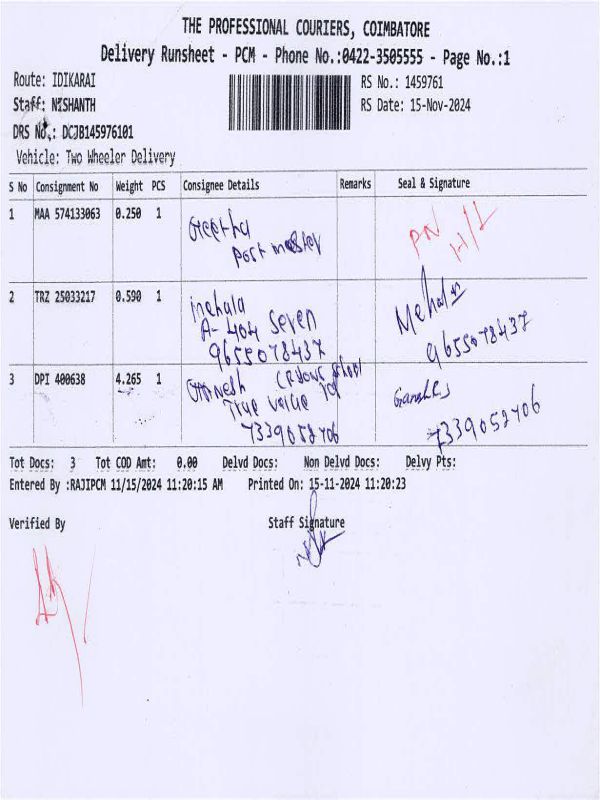 THE PROFESSIONAL COURIERS, COIMBATORE
Delivery Runsheet - PCM - Phone No.:0422-3505555 - Page No.:1
Route: IDIKARAI RS No.: 1459761
Staff: NISHANTH RS Date: 15-Nov-2024
DRS No.: DCJB145976101
Vehicle: Two Wheeler Delivery
S No Consignment No Weight PCS Consignee Details Remarks Seal & Signature
1 MAA 574133063 0.250 1
Geetha
Post master
2 TRZ 25033217 0.590 1
A-404 Seven
9655078437
Mehala
9655078437
3 DPI 400638 4.265 1
School
True Value
7339052706
7339052706
Tot Docs: 3 Tot COD Amt: 0.00 Delvd Docs: Non Delvd Docs: Delvy Pts:
Entered By :RAJIPCM 11/15/2024 11:20:15 AM Printed On: 15-11-2024 11:20:23
Verified By Staff Signature